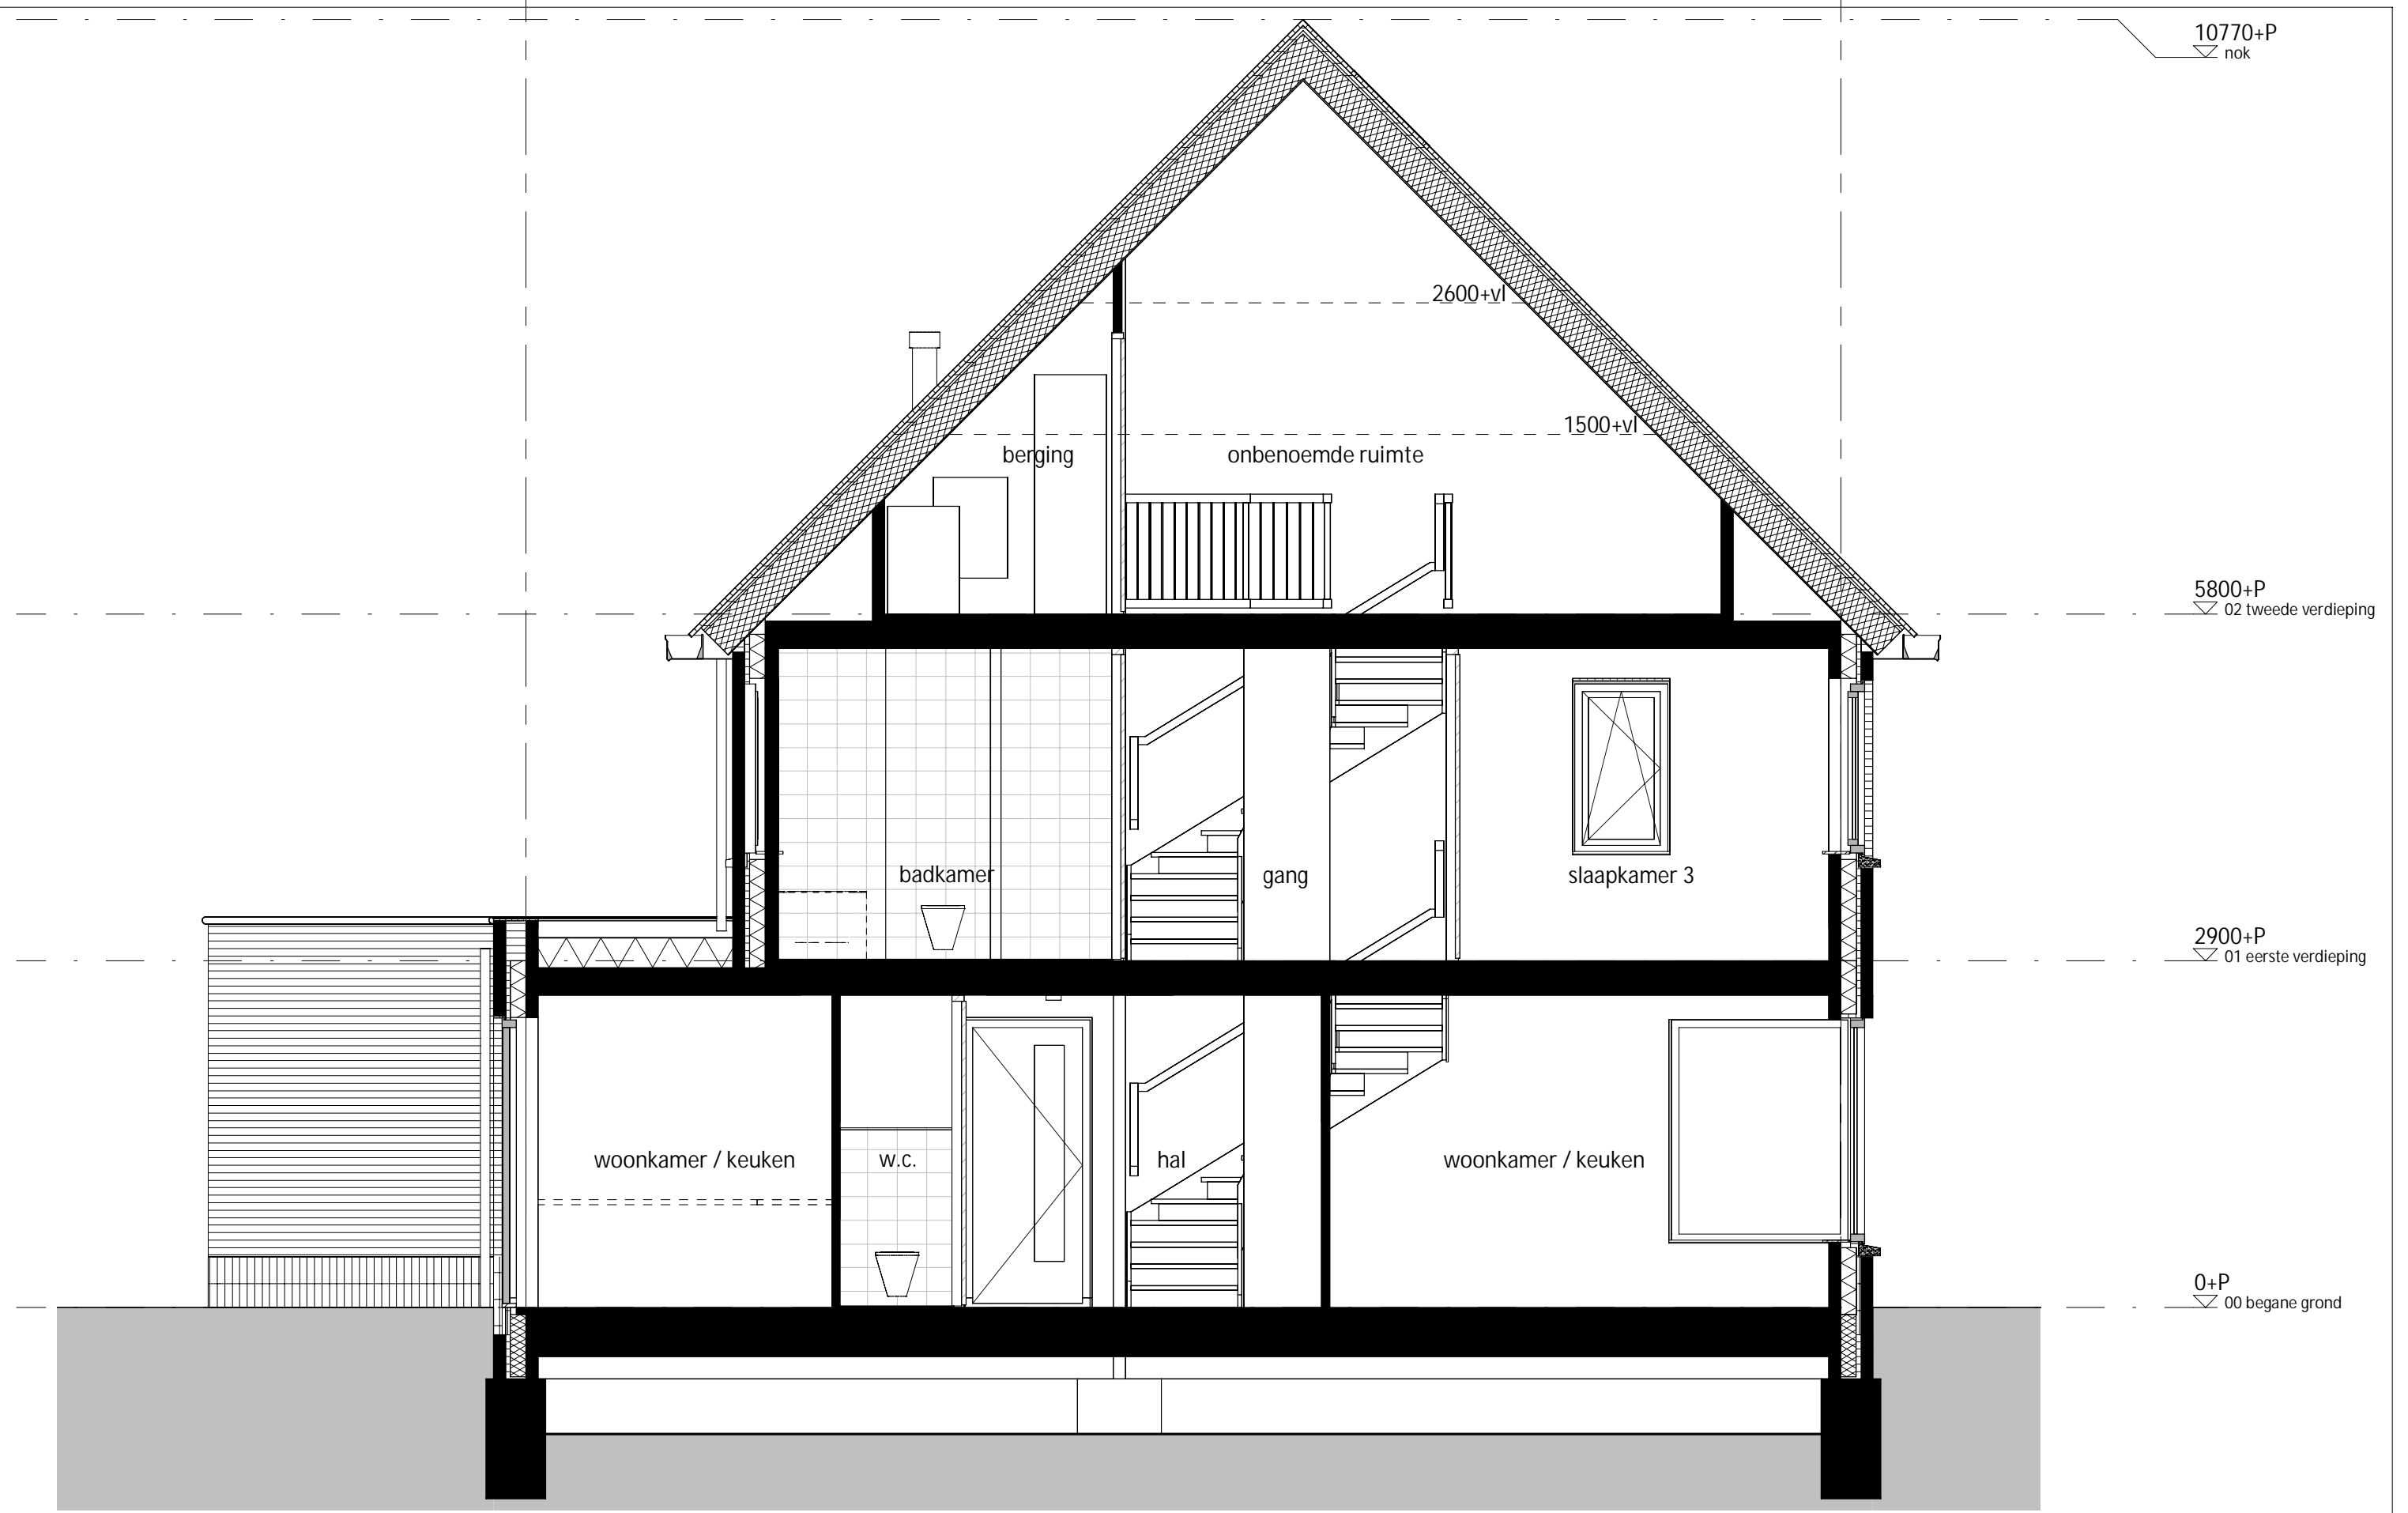 10770+P
nok
2600+vl
1500+vl
berging
onbenoemde ruimte
5800+P
02 tweede verdieping
badkamer
gang
slaapkamer 3
2900+P
01 eerste verdieping
woonkamer / keuken
w.c.
hal
woonkamer / keuken
0+P
00 begane grond